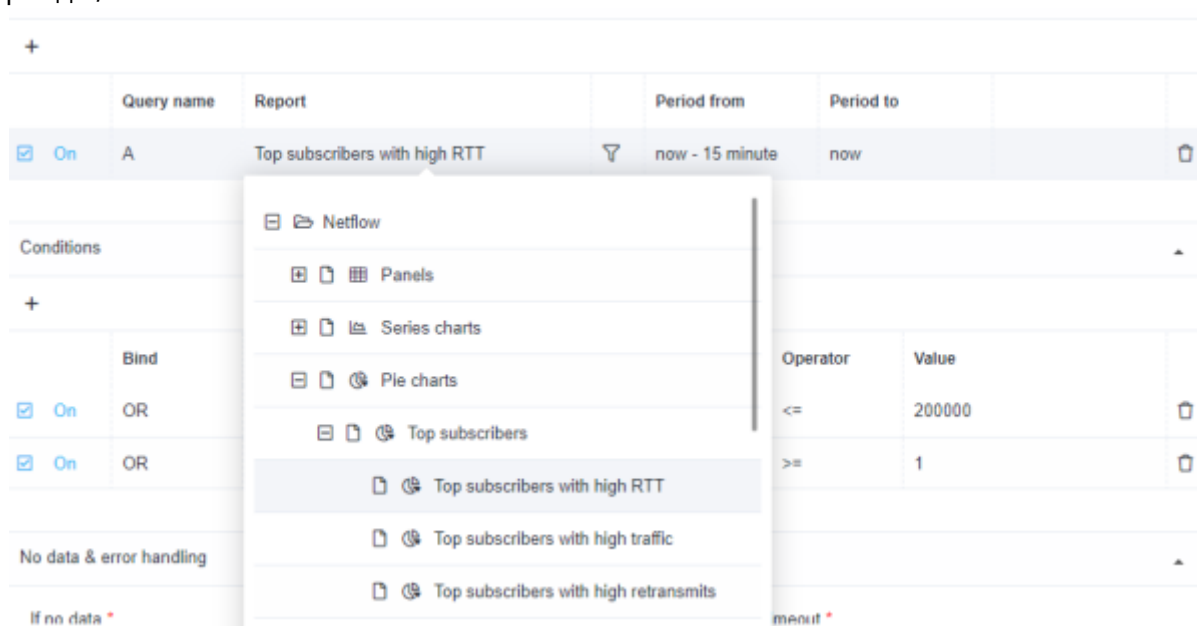 +
Query name Report Period from Period to
On A Top subscribers with high RTT now - 15 minute now
Netflow
Conditions
Panels
+
Series charts
Bind Operator Value
Pie charts
On OR <= 200000
Top subscribers
On OR >= 1
Top subscribers with high RTT
Top subscribers with high traffic
No data & error handling
Top subscribers with high retransmits
If no data * meout *